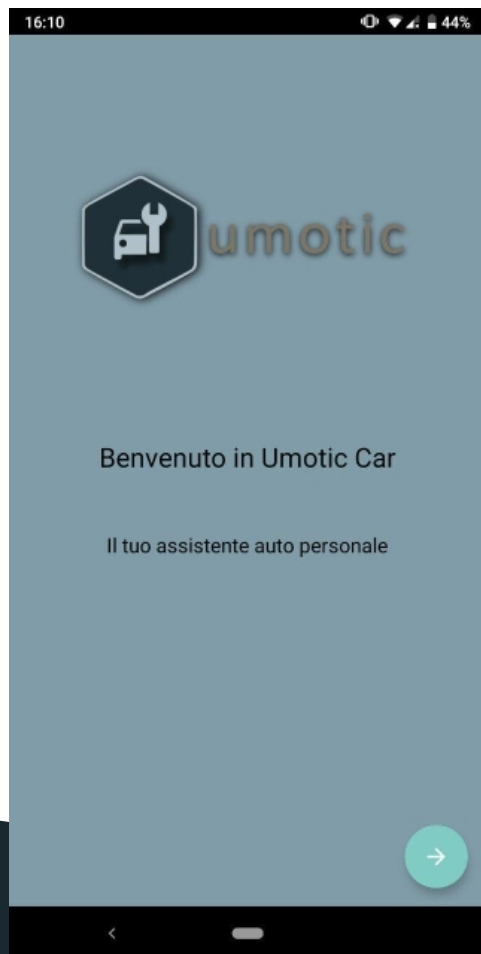 16:10
44%
umotic
Benvenuto in Umotic Car
Il tuo assistente auto personale